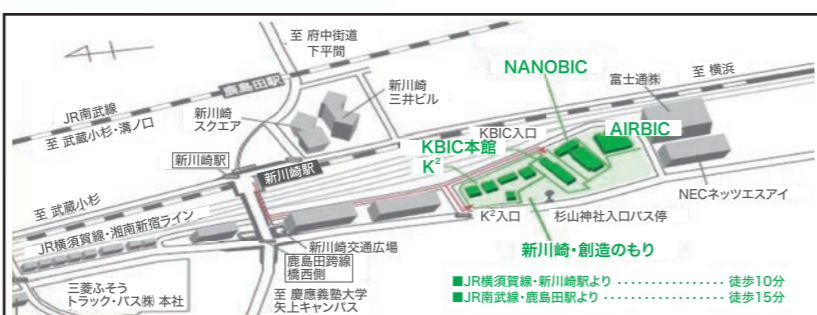 至 府中街道
下平間
鹿島田駅
JR南武線
至 武蔵小杉・溝ノ口
新川崎
スクエア
新川崎
三井ビル
NANOBIC
富士通㈱
至 横浜
KBIC入口
AIRBIC
KBIC本館
K²
新川崎駅
新川崎駅
NECネッツエスアイ
至 武蔵小杉
K²入口
杉山神社入口バス停
JR横須賀線・湘南新宿ライン
新川崎交通広場
新川崎・創造のもり
鹿島田跨線
橋西側
三菱ふそう
トラック・バス㈱ 本社
至 慶應義塾大学
矢上キャンパス
■JR横須賀線・新川崎駅より ················ 徒歩10分
■JR南武線・鹿島田駅より ·················· 徒歩15分